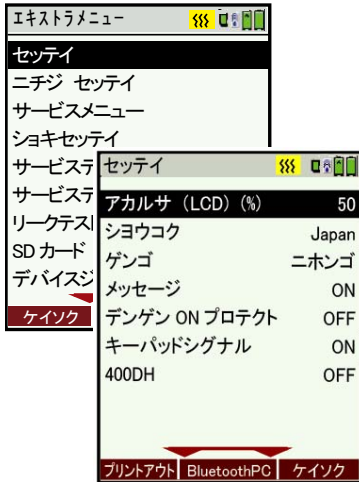 エキストラメニュー
セッテイ
ニチジ セッテイ
サービスメニュー
ショキセッテイ
サービステ
サービステ
リークテス
SD カード
デバイスジ
ケイソク
セッテイ
アカルサ (LCD) (%) 50
シヨウコク Japan
ゲンゴ ニホンゴ
メッセージ ON
デンゲン ON プロテクト OFF
キーパッドシグナル ON
400DH OFF
プリントアウト BluetoothPC ケイソク